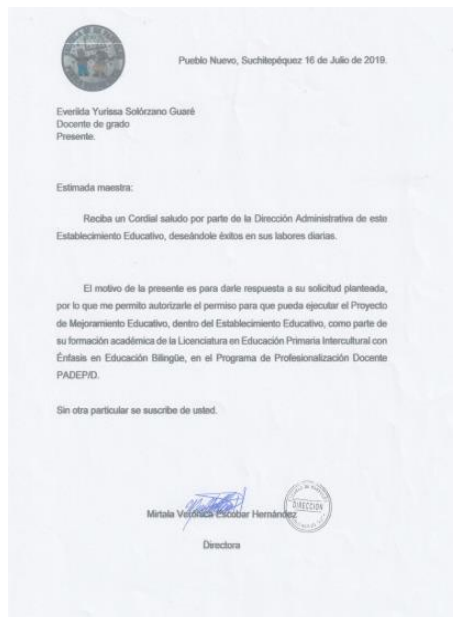 Pueblo Nuevo, Suchitepéquez 16 de Julio de 2019.
Everilda Yurissa Solórzano Guaré
Docente de grado
Presente.
Estimada maestra:
Reciba un Cordial saludo por parte de la Dirección Administrativa de este
Establecimiento Educativo, deseándole éxitos en sus labores diarias.
El motivo de la presente es para darle respuesta a su solicitud planteada,
por lo que me permito autorizarle el permiso para que pueda ejecutar el Proyecto
de Mejoramiento Educativo, dentro del Establecimiento Educativo, como parte de
su formación académica de la Licenciatura en Educación Primaria Intercultural con
Énfasis en Educación Bilingüe, en el Programa de Profesionalización Docente
PADEP/D.
Sin otra particular se suscribe de usted.
Mirtala Verónica Escobar Hernández
DIRECCIÓN
Directora